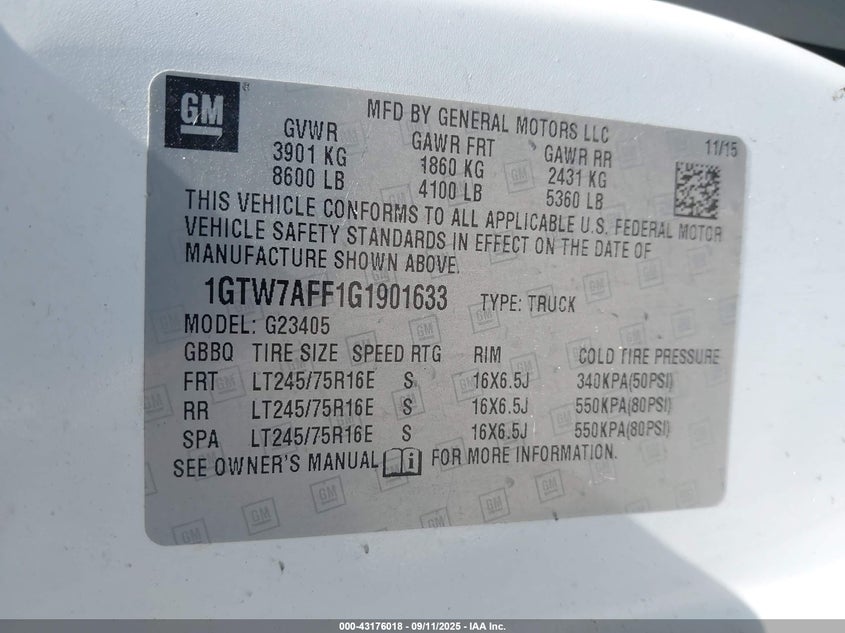 GM
MFD BY GENERAL MOTORS LLC
11/15
GVWR GAWR FRT GAWR RR
3901 KG 1860 KG 2431 KG
8600 LB 4100 LB 5360 LB
THIS VEHICLE CONFORMS TO ALL APPLICABLE U.S. FEDERAL MOTOR
VEHICLE SAFETY STANDARDS IN EFFECT ON THE DATE OF
MANUFACTURE SHOWN ABOVE.
1GTW7AFF1G1901633 TYPE: TRUCK
MODEL: G23405
GBBQ TIRE SIZE SPEED RTG RIM COLD TIRE PRESSURE
FRT LT245/75R16E S 16X6.5J 340KPA(50PSI)
RR LT245/75R16E S 16X6.5J 550KPA(80PSI)
SPA LT245/75R16E S 16X6.5J 550KPA(80PSI)
SEE OWNER'S MANUAL i FOR MORE INFORMATION.
000-43176018 - 09/11/2025 - IAA Inc.